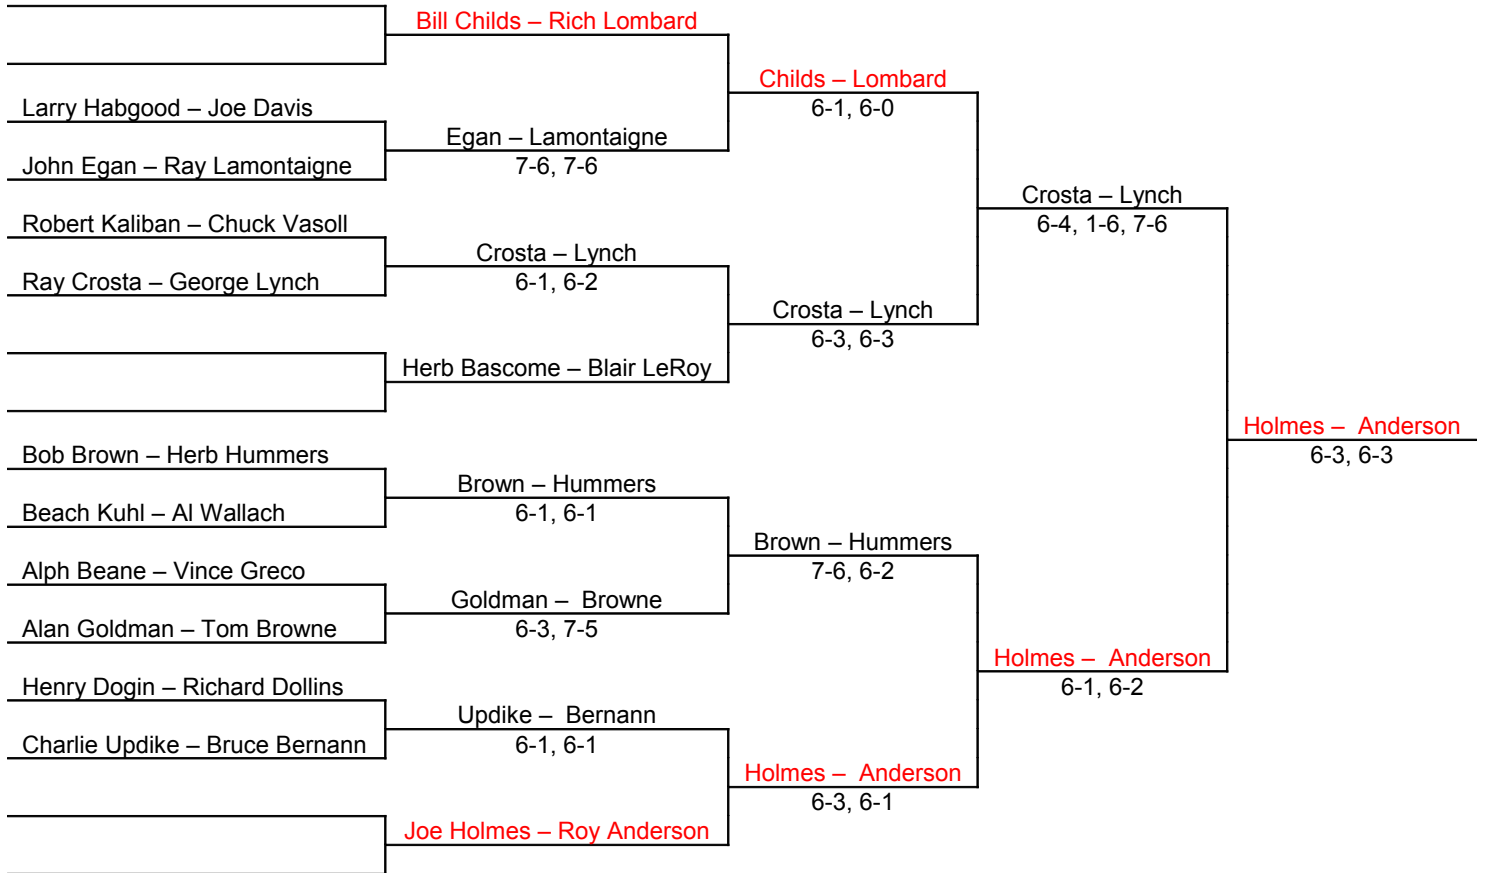 Bill Childs – Rich Lombard
Childs – Lombard
6-1, 6-0
Larry Habgood – Joe Davis
Egan – Lamontaigne
7-6, 7-6
John Egan – Ray Lamontaigne
Crosta – Lynch
6-4, 1-6, 7-6
Robert Kaliban – Chuck Vasoll
Crosta – Lynch
6-1, 6-2
Ray Crosta – George Lynch
Crosta – Lynch
6-3, 6-3
Herb Bascome – Blair LeRoy
Holmes – Anderson
6-3, 6-3
Bob Brown – Herb Hummers
Brown – Hummers
6-1, 6-1
Beach Kuhl – Al Wallach
Brown – Hummers
7-6, 6-2
Alph Beane – Vince Greco
Goldman – Browne
6-3, 7-5
Alan Goldman – Tom Browne
Holmes – Anderson
6-1, 6-2
Henry Dogin – Richard Dollins
Updike – Bernann
6-1, 6-1
Charlie Updike – Bruce Bernann
Holmes – Anderson
6-3, 6-1
Joe Holmes – Roy Anderson